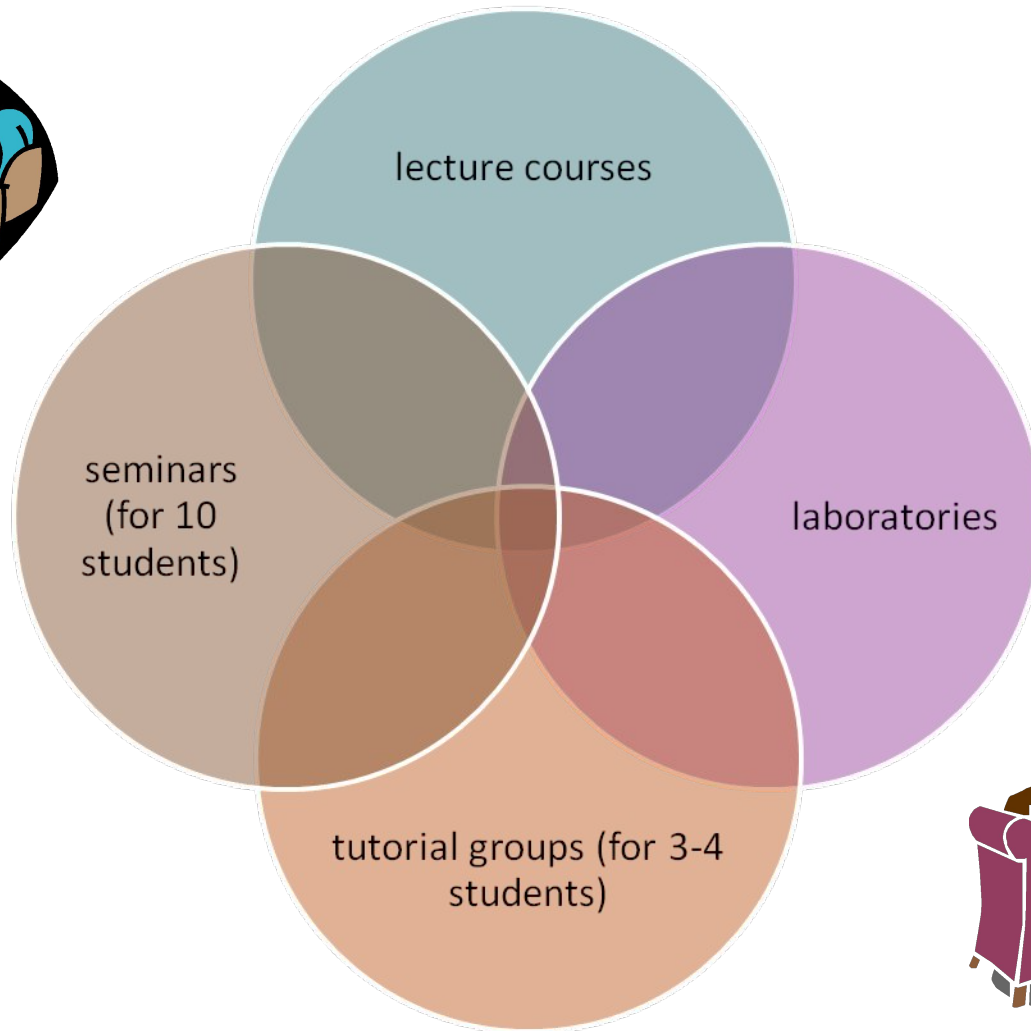 lecture courses
seminars
(for 10
students)
laboratories
tutorial groups (for 3-4
students)